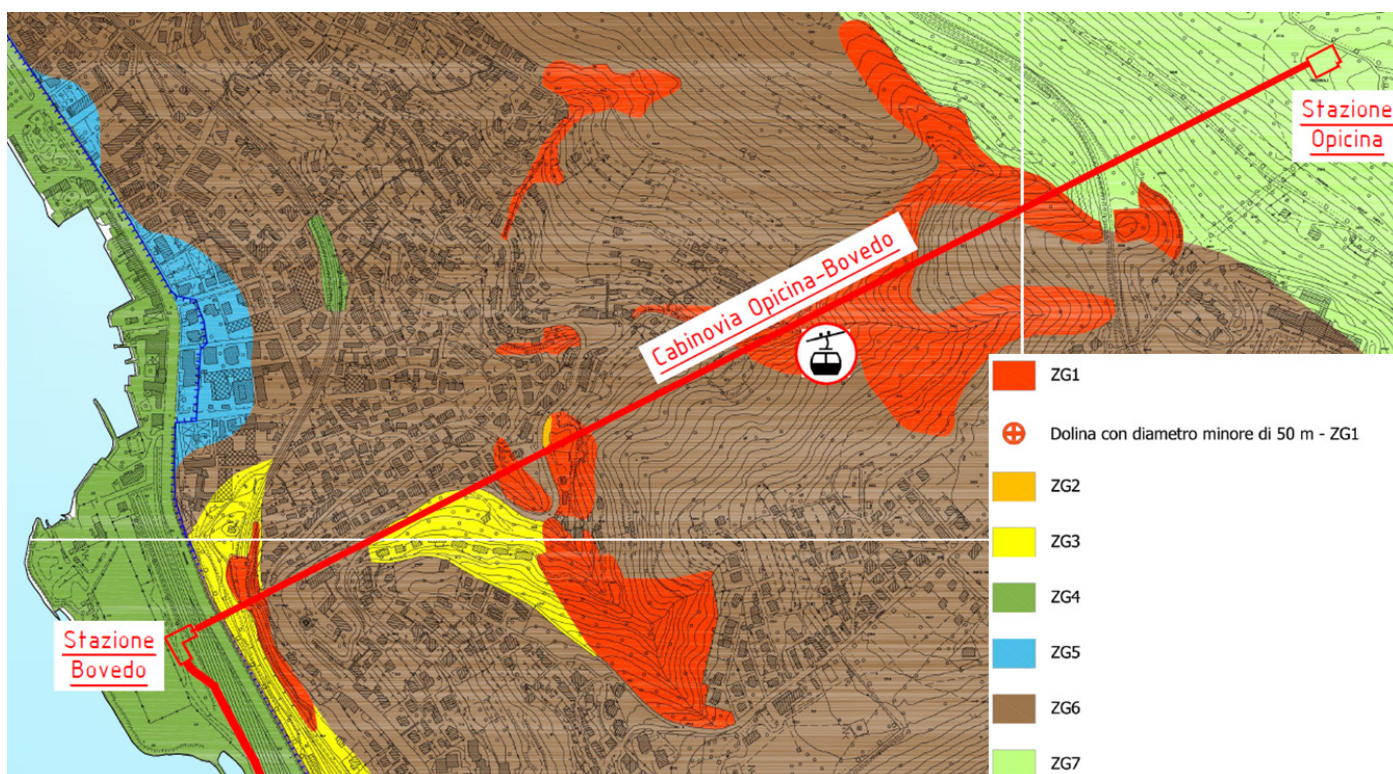 Stazione
Opicina
Cabinovia Opicina-Bovedo
Stazione
Bovedo
ZG1
Dolina con diametro minore di 50 m - ZG1
ZG2
ZG3
ZG4
ZG5
ZG6
ZG7